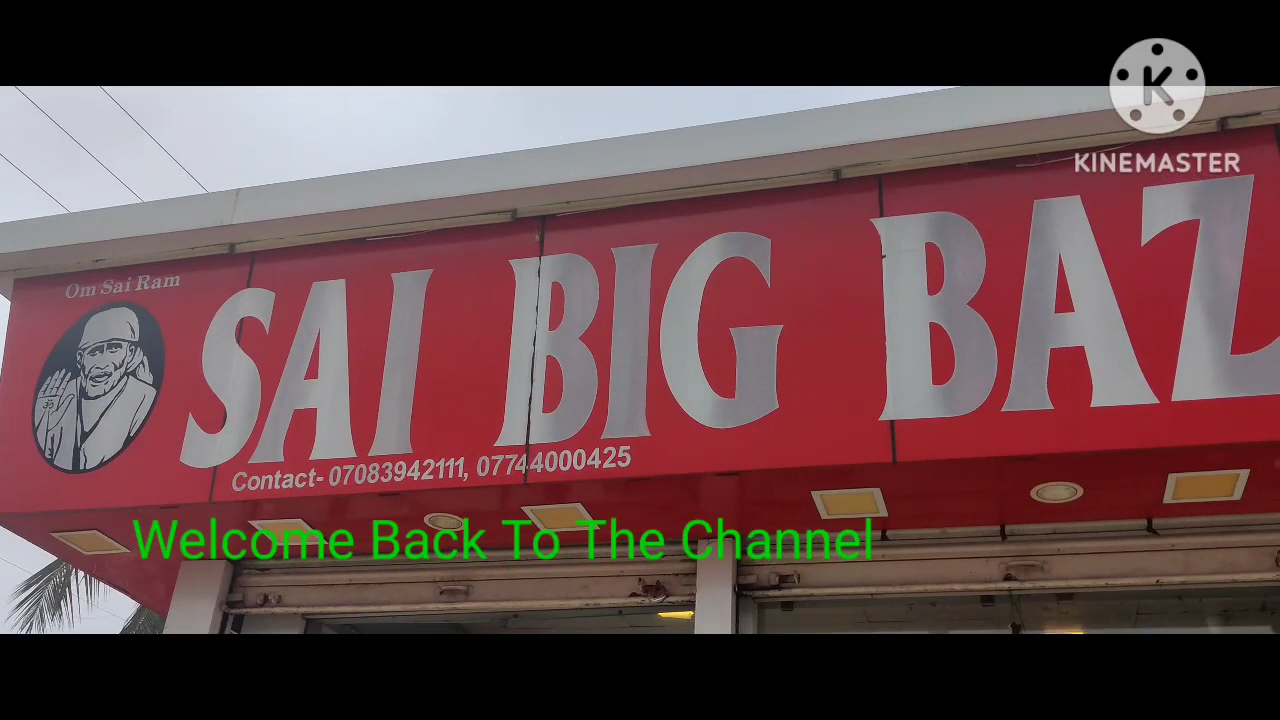 KINEMASTER
Om Sai Ram
SAI BIG BAZ
Contact- 07083942111, 07744000425
Welcome Back To The Channel